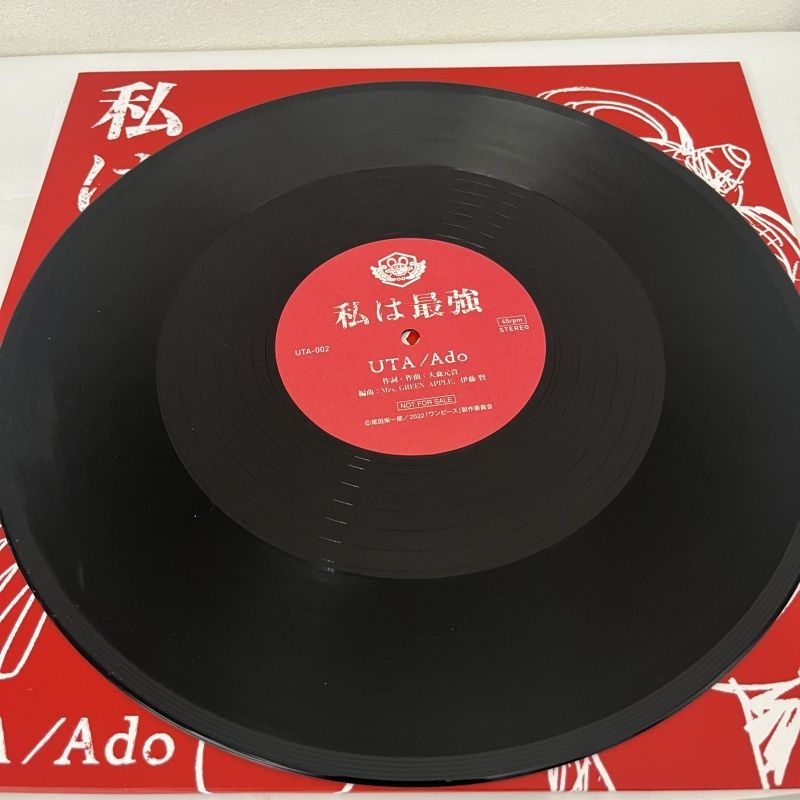 私
は
UTA
私は最強
UTA-002
45rpm
STEREO
UTA/Ado
作詞・作曲：大森元貴
編曲：Mrs. GREEN APPLE、伊藤 賢
NOT FOR SALE
©尾田栄一郎/2022「ワンピース」製作委員会
A/Ado